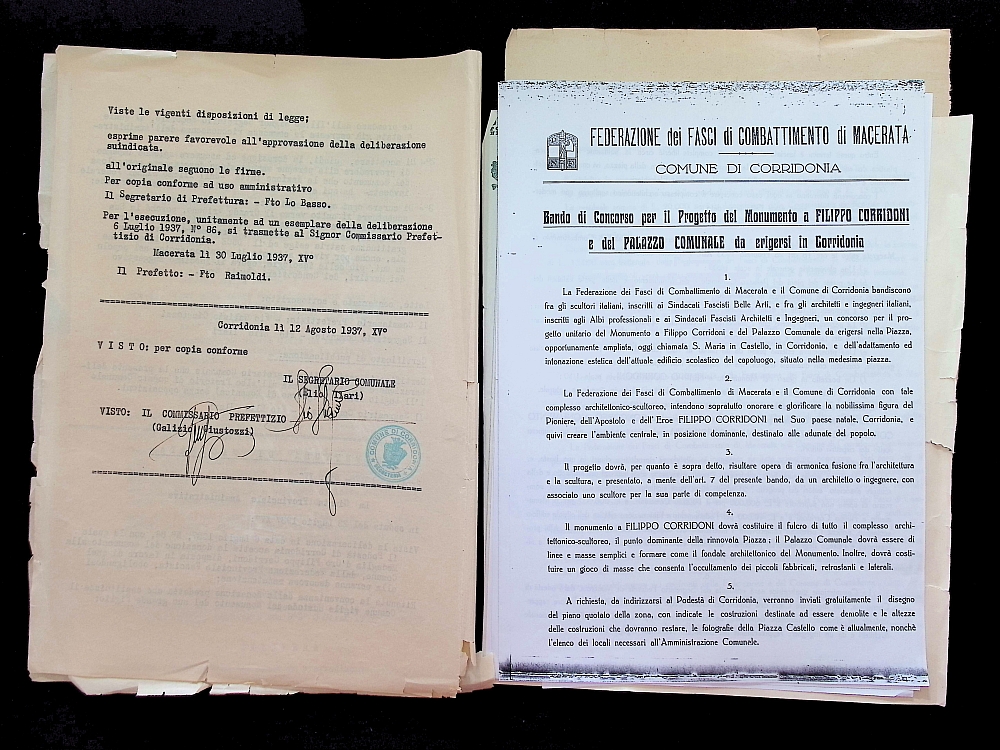 Viste le vigenti disposizioni di legge;
esprime parere favorevole all'approvazione della deliberazione
suindicata.
all'originale seguono le firme.
Per copia conforme ad uso amministrativo
Il Segretario di Prefettura: - Fto Lo Basso.
Per l'esecuzione, unitamente ad un esemplare della deliberazione
6 Luglio 1937, N° 86, si trasmette al Signor Commissario Prefet-
tizio di Corridonia.
Macerata lì 30 Luglio 1937, XV°
Il Prefetto: - Fto Raimoldi.
Corridonia lì 12 Agosto 1937, XV°
V I S T O: per copia conforme
IL SEGRETARIO COMUNALE
VISTO: IL COMMISSARIO PREFETTIZIO
(Galizio Giustozzi)
COMUNE DI CORRIDONIA
FEDERAZIONE dei FASCI di COMBATTIMENTO di MACERATA
COMUNE DI CORRIDONIA
Bando di Concorso per il Progetto del Monumento a FILIPPO CORRIDONI
e del PALAZZO COMUNALE da erigersi in Corridonia
1.
La Federazione dei Fasci di Combattimento di Macerata e il Comune di Corridonia bandiscono
fra gli scultori italiani, inscritti ai Sindacati Fascisti Belle Arti, e fra gli architetti e ingegneri italiani,
inscritti agli Albi professionali e ai Sindacati Fascisti Architetti e Ingegneri, un concorso per il pro-
getto unitario del Monumento a Filippo Corridoni e del Palazzo Comunale da erigersi nella Piazza,
opportunamente ampliata, oggi chiamata S. Maria in Castello, in Corridonia, e dell'adattamento ed
intonazione estetica dell'attuale edificio scolastico del capoluogo, situato nella medesima piazza.
2.
La Federazione dei Fasci di Combattimento di Macerata e il Comune di Corridonia con tale
complesso architettonico-scultoreo, intendono sopratutto onorare e glorificare la nobilissima figura del
Pioniere, dell'Apostolo e dell'Eroe FILIPPO CORRIDONI nel Suo paese natale, Corridonia, e
quivi creare l'ambiente centrale, in posizione dominante, destinato alle adunate del popolo.
3.
Il progetto dovrà, per quanto è sopra detto, risultare opera di armonica fusione fra l'architettura
e la scultura, e presentato, a mente dell'art. 7 del presente bando, da un architetto o ingegnere, con
associato uno scultore per la sua parte di competenza.
4.
Il monumento a FILIPPO CORRIDONI dovrà costituire il fulcro di tutto il complesso archi-
tettonico-scultoreo, il punto dominante della rinnovata Piazza; il Palazzo Comunale dovrà essere di
linee e masse semplici e formare come il fondale architettonico del Monumento. Inoltre, dovrà costi-
tuire un gioco di masse che consenta l'occultamento dei piccoli fabbricati, retrostanti e laterali.
5.
A richiesta, da indirizzarsi al Podestà di Corridonia, verranno inviati gratuitamente il disegno
del piano quotato della zona, con indicate le costruzioni destinate ad essere demolite e le altezze
delle costruzioni che dovranno restare, le fotografie della Piazza Castello come è attualmente, nonchè
l'elenco dei locali necessari all'Amministrazione Comunele.